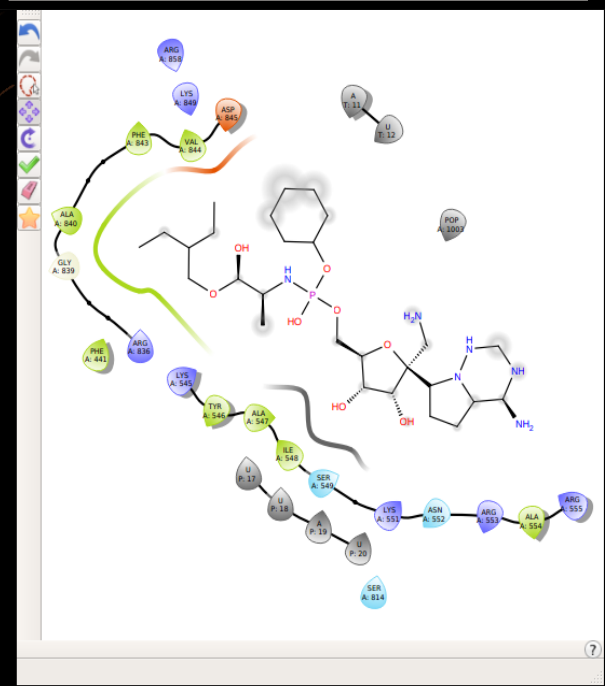 ARG
A: 858
LYS
A: 849
ASP
A: 845
A
T: 11
U
T: 12
PHE
A: 843
VAL
A: 844
ALA
A: 840
POP
A: 1003
GLY
A: 839
OH
H
N
O
P
O
HO
O
H₂N
O
H
N
N
NH
NH₂
HO
OH
PHE
A: 441
ARG
A: 836
LYS
A: 545
TYR
A: 546
ALA
A: 547
ILE
A: 548
SER
A: 549
LYS
A: 551
ASN
A: 552
ARG
A: 553
ALA
A: 554
ARG
A: 555
U
P: 17
U
P: 18
A
P: 19
U
P: 20
SER
A: 814
?